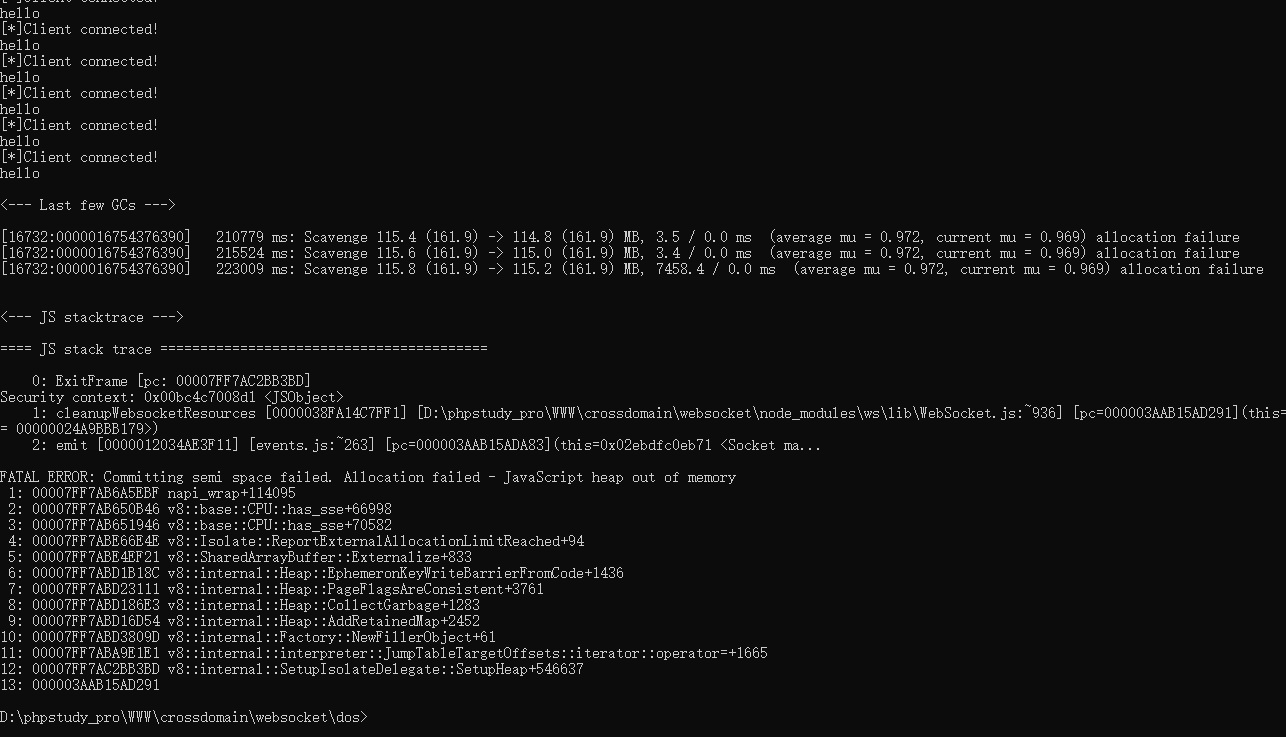 hello
[*]Client connected!
hello
[*]Client connected!
hello
[*]Client connected!
hello
[*]Client connected!
hello
[*]Client connected!
hello
<--- Last few GCs --->
[16732:0000016754376390]   210779 ms: Scavenge 115.4 (161.9) -> 114.8 (161.9) MB, 3.5 / 0.0 ms  (average mu = 0.972, current mu = 0.969) allocation failure
[16732:0000016754376390]   215524 ms: Scavenge 115.6 (161.9) -> 115.0 (161.9) MB, 3.4 / 0.0 ms  (average mu = 0.972, current mu = 0.969) allocation failure
[16732:0000016754376390]   223009 ms: Scavenge 115.8 (161.9) -> 115.2 (161.9) MB, 7458.4 / 0.0 ms  (average mu = 0.972, current mu = 0.969) allocation failure
<--- JS stacktrace --->
==== JS stack trace =========================================
    0: ExitFrame [pc: 00007FF7AC2BB3BD]
Security context: 0x00bc4c7008d1 <JSObject>
    1: cleanupWebsocketResources [0000038FA14C7FF1] [D:\phpstudy_pro\WWW\crossdomain\websocket\node_modules\ws\lib\WebSocket.js:~936] [pc=000003AAB15AD291](this=
= 00000024A9BBB179>)
    2: emit [0000012034AE3F11] [events.js:~263] [pc=000003AAB15ADA83](this=0x02ebdfc0eb71 <Socket ma...
FATAL ERROR: Committing semi space failed. Allocation failed - JavaScript heap out of memory
 1: 00007FF7AB6A5EBF napi_wrap+114095
 2: 00007FF7AB650B46 v8::base::CPU::has_sse+66998
 3: 00007FF7AB651946 v8::base::CPU::has_sse+70582
 4: 00007FF7ABE66E4E v8::Isolate::ReportExternalAllocationLimitReached+94
 5: 00007FF7ABE4EF21 v8::SharedArrayBuffer::Externalize+833
 6: 00007FF7ABD1B18C v8::internal::Heap::EphemeronKeyWriteBarrierFromCode+1436
 7: 00007FF7ABD23111 v8::internal::Heap::PageFlagsAreConsistent+3761
 8: 00007FF7ABD186E3 v8::internal::Heap::CollectGarbage+1283
 9: 00007FF7ABD16D54 v8::internal::Heap::AddRetainedMap+2452
10: 00007FF7ABD3809D v8::internal::Factory::NewFillerObject+61
11: 00007FF7ABA9E1E1 v8::internal::interpreter::JumpTableTargetOffsets::iterator::operator=+1665
12: 00007FF7AC2BB3BD v8::internal::SetupIsolateDelegate::SetupHeap+546637
13: 000003AAB15AD291
D:\phpstudy_pro\WWW\crossdomain\websocket\dos>